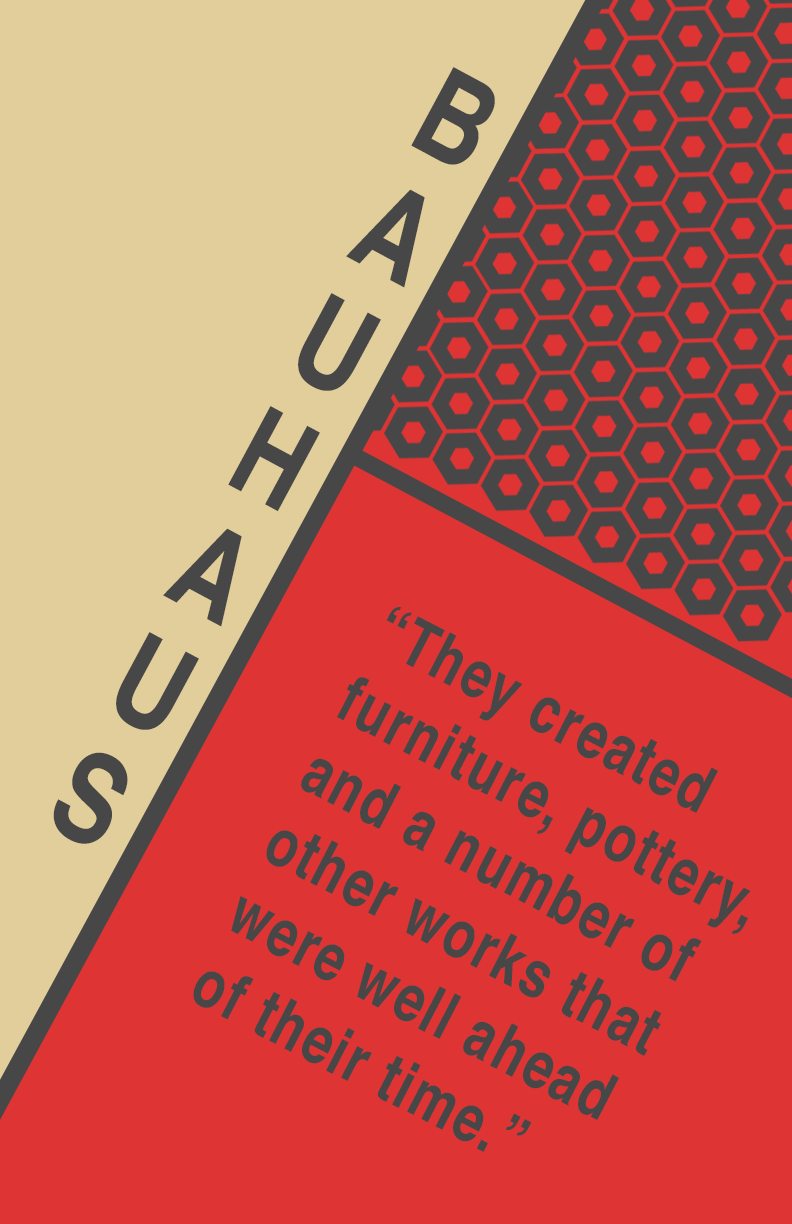 BAUHAUS
“They created
furniture, pottery,
and a number of
other works that
were well ahead
of their time.”